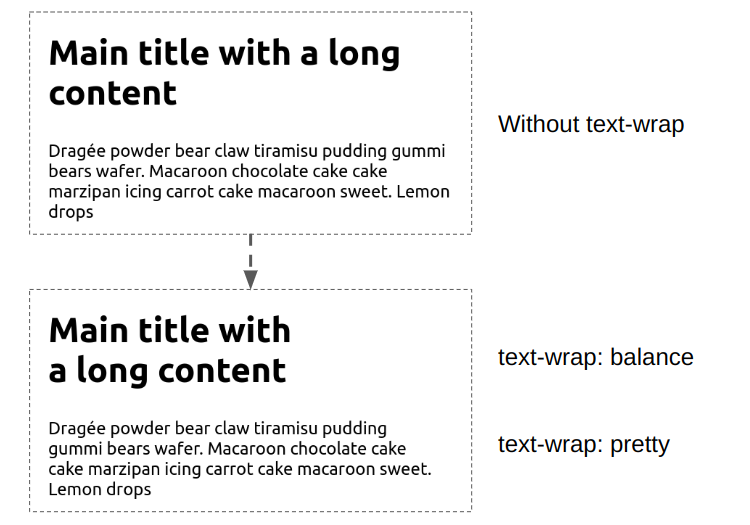 Main title with a long
content
Dragée powder bear claw tiramisu pudding gummi
bears wafer. Macaroon chocolate cake cake
marzipan icing carrot cake macaroon sweet. Lemon
drops
Without text-wrap
Main title with
a long content
text-wrap: balance
Dragée powder bear claw tiramisu pudding
gummi bears wafer. Macaroon chocolate cake
cake marzipan icing carrot cake macaroon sweet.
Lemon drops
text-wrap: pretty